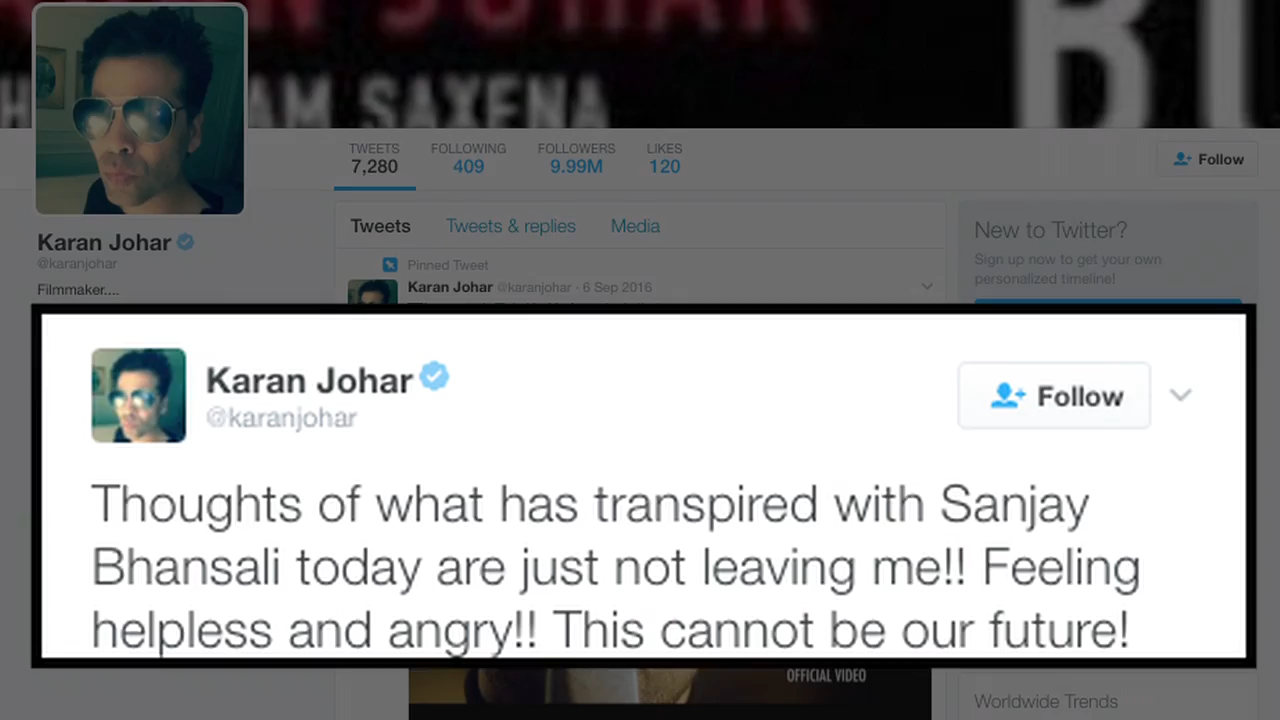 AN JOHAR
AM SAXENA
TWEETS FOLLOWING FOLLOWERS LIKES
7,280 409 9.99M 120
Follow
Tweets Tweets & replies Media
New to Twitter?
Sign up now to get your own
personalized timeline!
Pinned Tweet
Karan Johar @karanjohar · 6 Sep 2016
Karan Johar
@karanjohar
Filmmaker....
Karan Johar
@karanjohar
Follow
Thoughts of what has transpired with Sanjay
Bhansali today are just not leaving me!! Feeling
helpless and angry!! This cannot be our future!
OFFICIAL VIDEO
Worldwide Trends